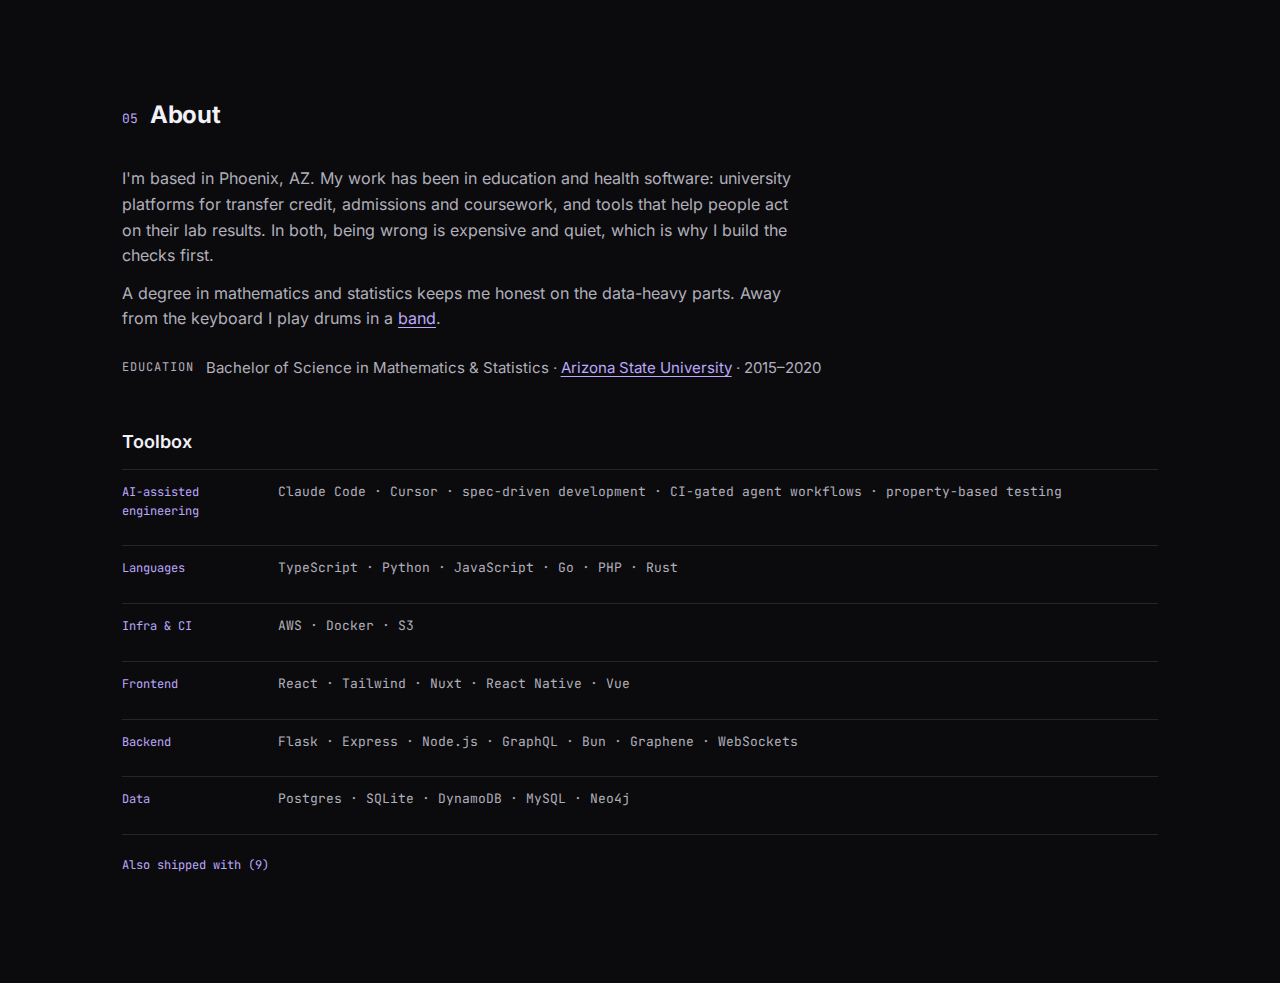 05 About
I'm based in Phoenix, AZ. My work has been in education and health software: university
platforms for transfer credit, admissions and coursework, and tools that help people act
on their lab results. In both, being wrong is expensive and quiet, which is why I build the
checks first.
A degree in mathematics and statistics keeps me honest on the data-heavy parts. Away
from the keyboard I play drums in a band.
EDUCATION Bachelor of Science in Mathematics & Statistics · Arizona State University · 2015–2020
Toolbox
AI-assisted
engineering
Claude Code · Cursor · spec-driven development · CI-gated agent workflows · property-based testing
Languages
TypeScript · Python · JavaScript · Go · PHP · Rust
Infra & CI
AWS · Docker · S3
Frontend
React · Tailwind · Nuxt · React Native · Vue
Backend
Flask · Express · Node.js · GraphQL · Bun · Graphene · WebSockets
Data
Postgres · SQLite · DynamoDB · MySQL · Neo4j
Also shipped with (9)